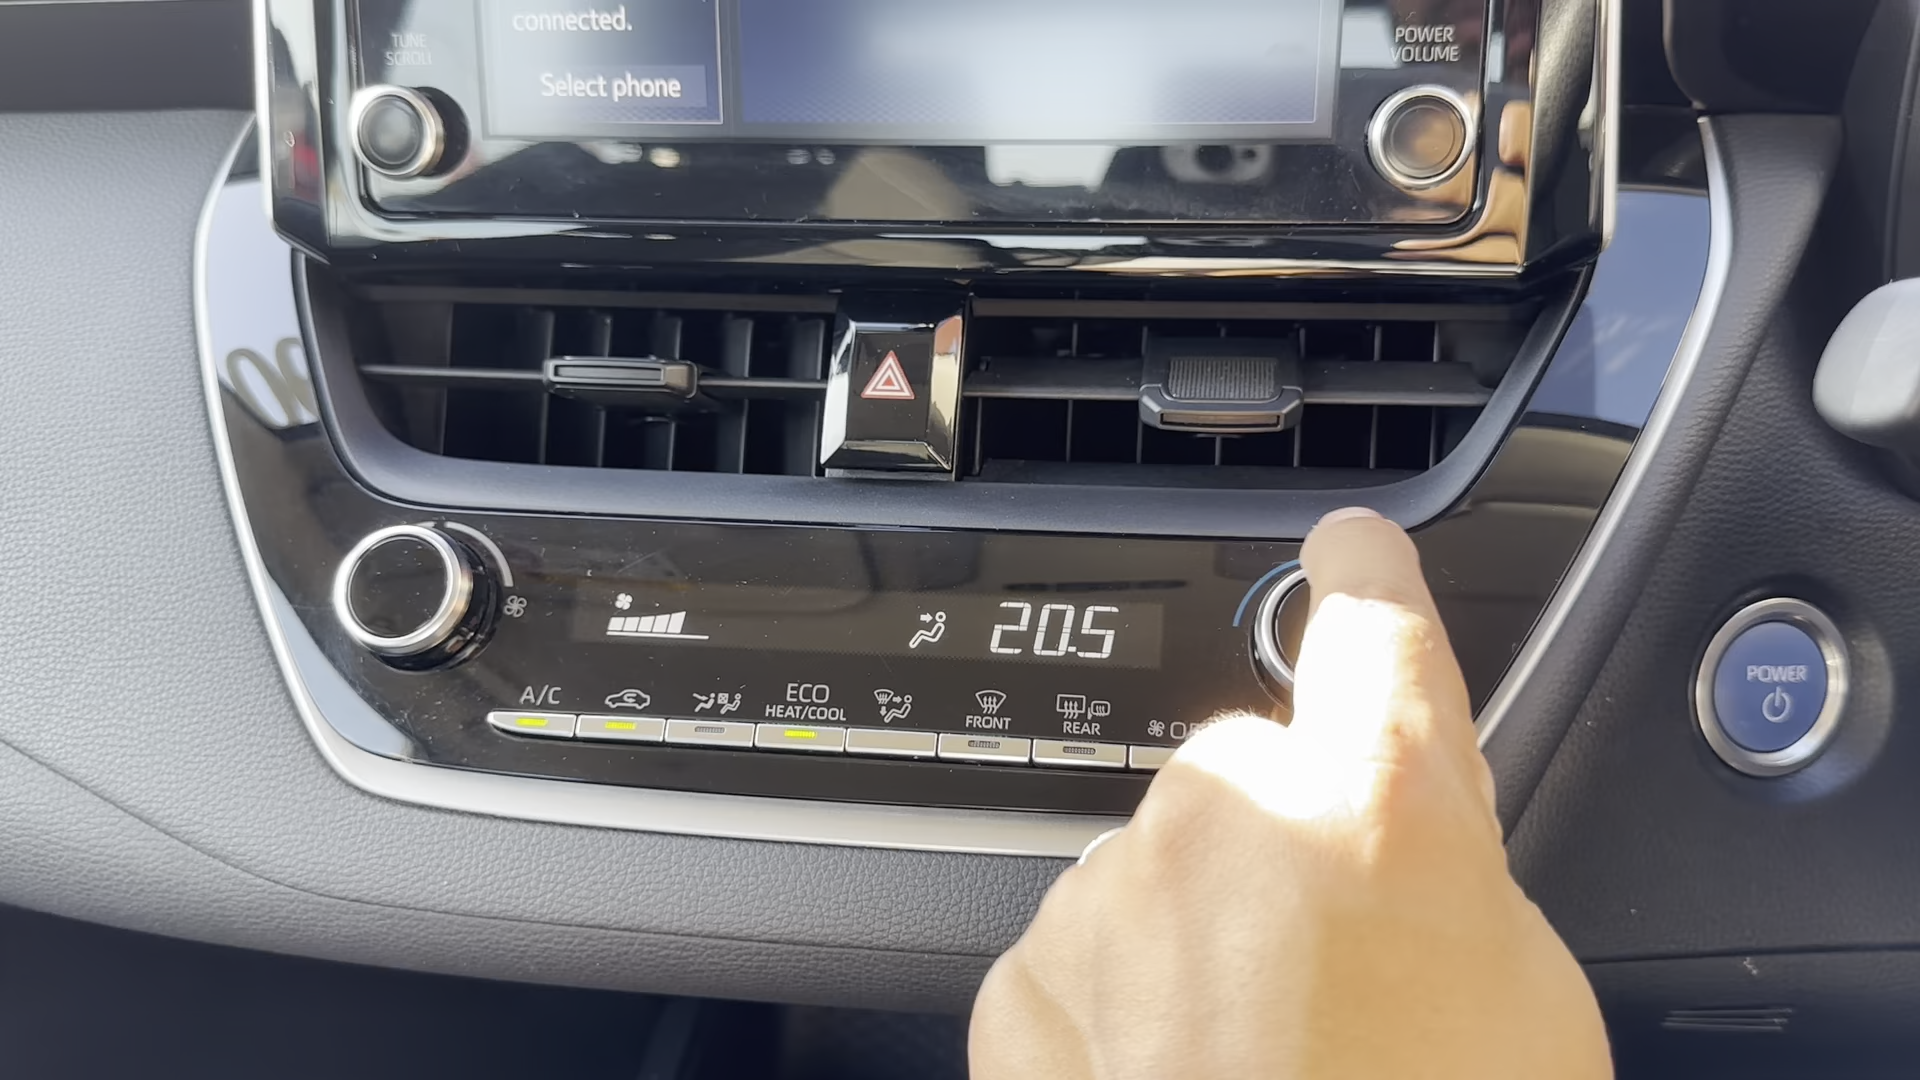 connected.
Select phone
TUNE
SCROLL
POWER
VOLUME
20.5
A/C
ECO
HEAT/COOL
FRONT
REAR
POWER